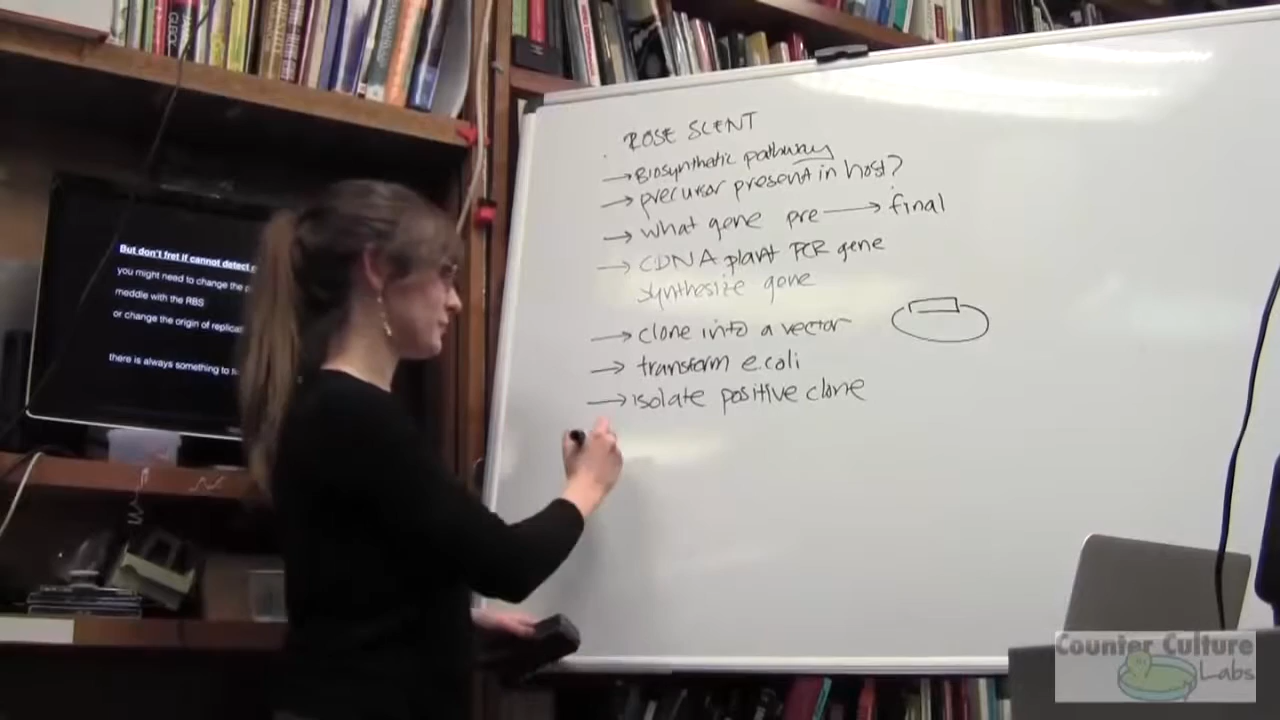 ROSE SCENT
→ Biosynthetic pathway
→ precursor present in host?
→ What gene pre → final
→ CDNA plant PCR gene
synthesize gene
→ clone into a vector
→ transform e.coli
→ isolate positive clone
But don't fret if cannot detect
you might need to change the
meddle with the RBS
or change the origin of
there is always something to
Counter Culture
Labs